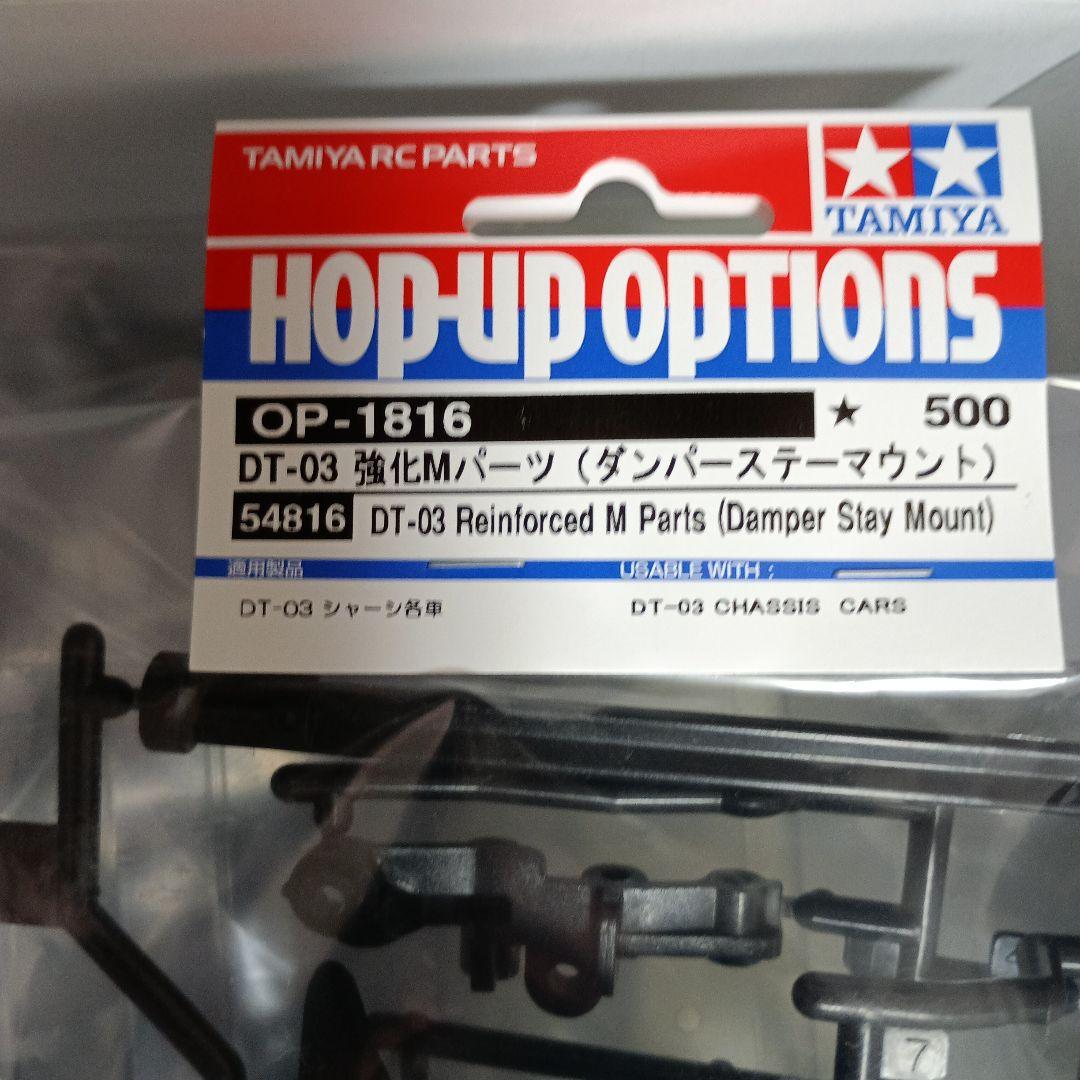 TAMIYA RC PARTS
TAMIYA
HOP-UP OPTIONS
OP-1816 ★ 500
DT-03 強化Mパーツ（ダンパーステーマウント）
54816 DT-03 Reinforced M Parts (Damper Stay Mount)
適用製品 USABLE WITH ;
DT-03 シャーシ各車 DT-03 CHASSIS CARS
7